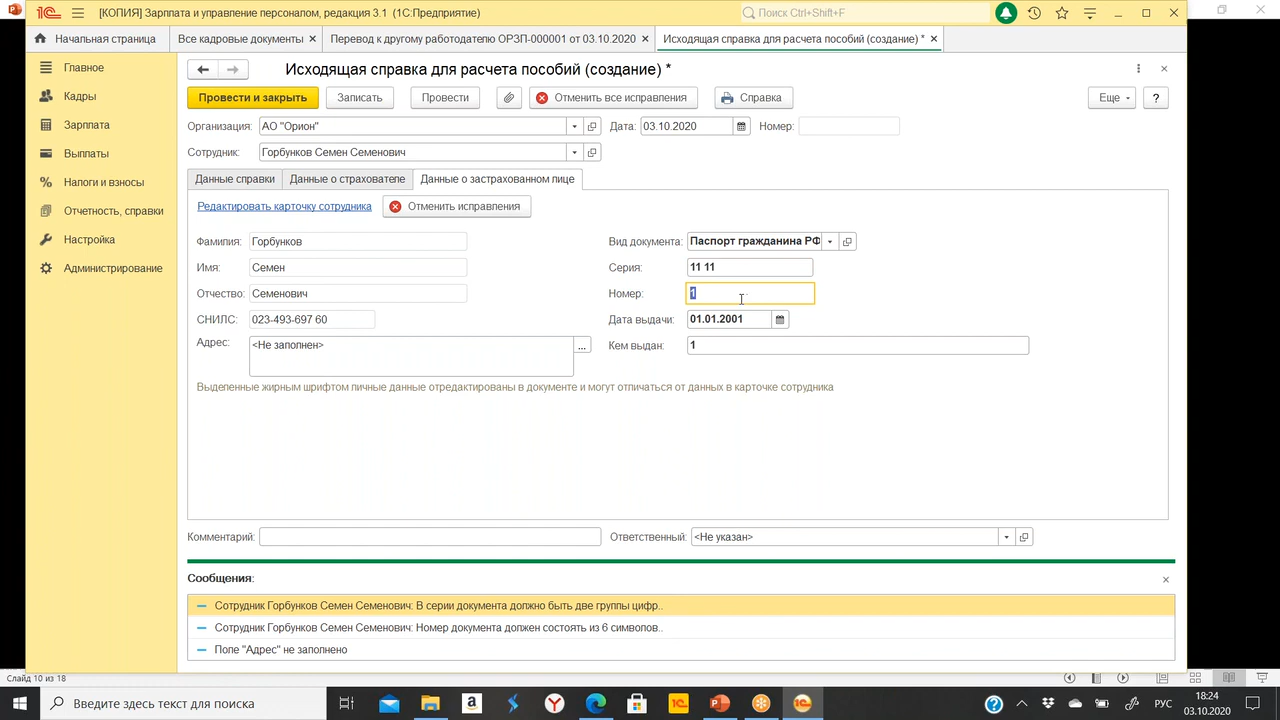 [КОПИЯ] Зарплата и управление персоналом, редакция 3.1 (1С:Предприятие)
Поиск Ctrl+Shift+F
Начальная страница
Все кадровые документы
Перевод к другому работодателю ОРЗП-000001 от 03.10.2020
Исходящая справка для расчета пособий (создание) *
Главное
Кадры
Зарплата
Выплаты
Налоги и взносы
Отчетность, справки
Настройка
Администрирование
Исходящая справка для расчета пособий (создание) *
Провести и закрыть
Записать
Провести
Отменить все исправления
Справка
Еще
?
Организация: АО "Орион"
Дата: 03.10.2020
Номер:
Сотрудник: Горбунков Семен Семенович
Данные справки
Данные о страхователе
Данные о застрахованном лице
Редактировать карточку сотрудника
Отменить исправления
Фамилия: Горбунков
Вид документа: Паспорт гражданина РФ
Имя: Семен
Серия: 11 11
Отчество: Семенович
Номер: 1
СНИЛС: 023-493-697 60
Дата выдачи: 01.01.2001
Адрес: <Не заполнен>
...
Кем выдан: 1
Выделенные жирным шрифтом личные данные отредактированы в документе и могут отличаться от данных в карточке сотрудника
Комментарий:
Ответственный: <Не указан>
Сообщения:
Сотрудник Горбунков Семен Семенович: В серии документа должно быть две группы цифр..
Сотрудник Горбунков Семен Семенович: Номер документа должен состоять из 6 символов..
Поле "Адрес" не заполнено
Слайд 10 из 18
Введите здесь текст для поиска
РУС
18:24
03.10.2020